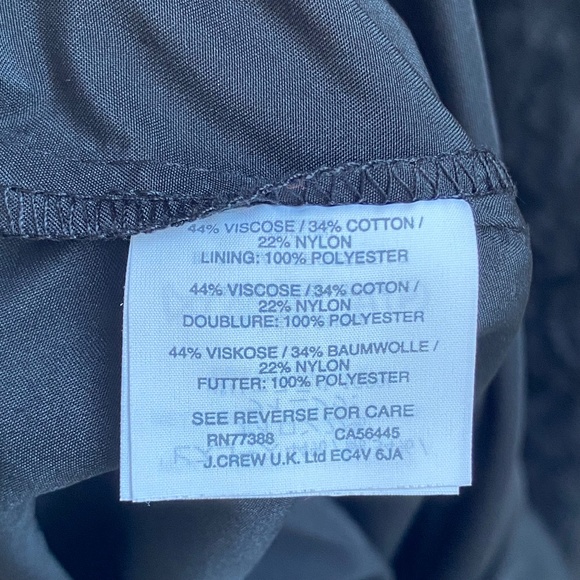 44% VISCOSE / 34% COTTON /
22% NYLON
LINING: 100% POLYESTER
44% VISCOSE / 34% COTTON /
22% NYLON
DOUBLURE: 100% POLYESTER
44% VISKOSE / 34% BAUMWOLLE /
22% NYLON
FUTTER: 100% POLYESTER
SEE REVERSE FOR CARE
RN77388 CA56445
J.CREW U.K. Ltd EC4V 6JA